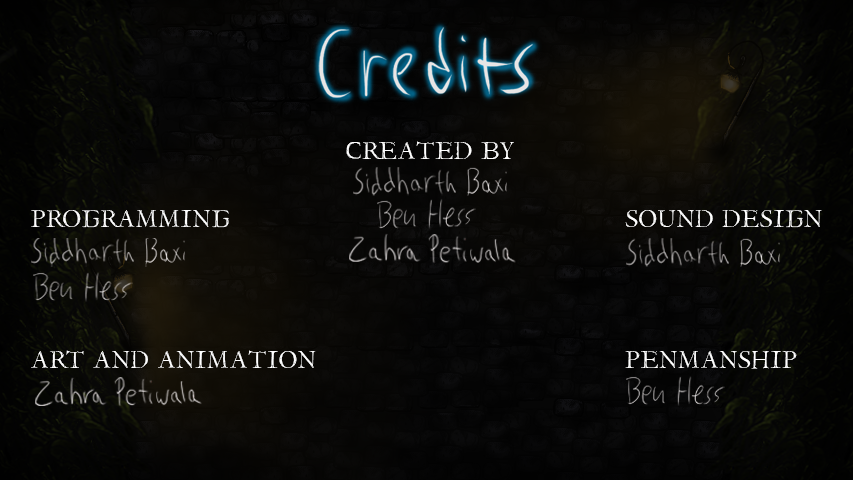 Credits
CREATED BY
Siddharth Baxi
Ben Hess
Zahra Petiwala
PROGRAMMING
Siddharth Baxi
Ben Hess
SOUND DESIGN
Siddharth Baxi
ART AND ANIMATION
Zahra Petiwala
PENMANSHIP
Ben Hess